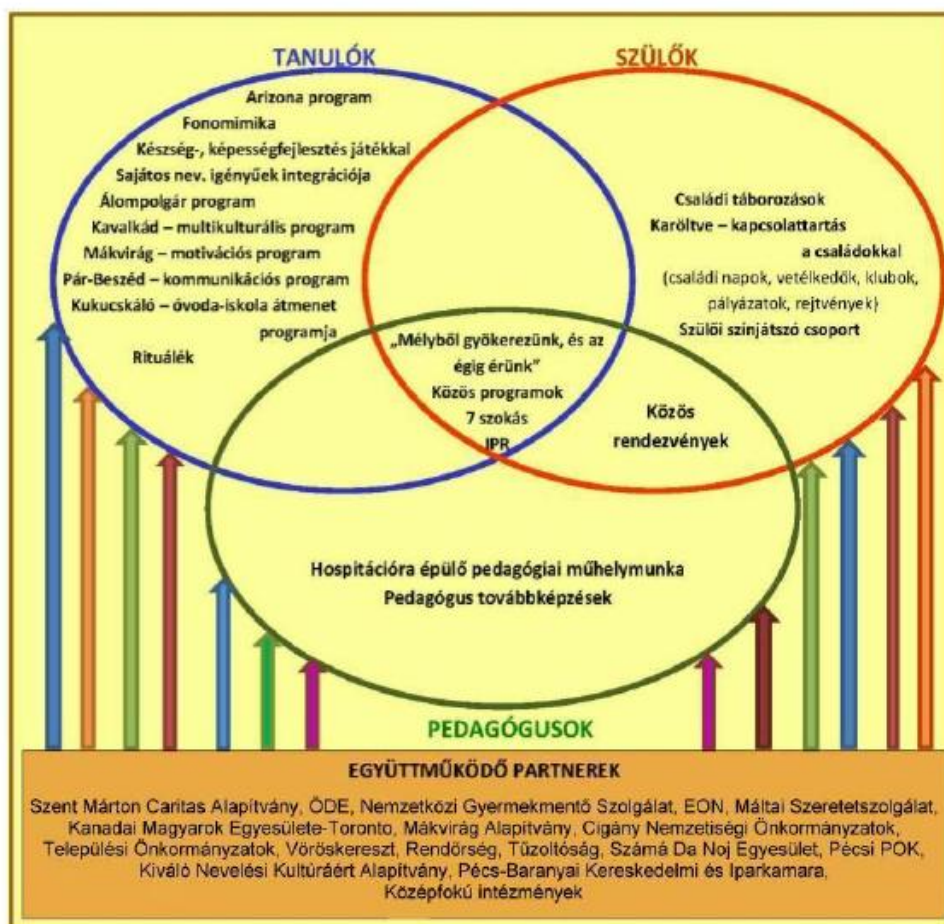 TANULÓK
SZÜLŐK
Arizona program
Fonomimika
Készség-, képességfejlesztés játékkal
Sajátos nev. igényűek integrációja
Álompolgár program
Kavalkád – multikulturális program
Mákvirág – motivációs program
Pár-Beszéd – kommunikációs program
Kukucskáló – óvoda-iskola átmenet
programja
Rituálék
Családi táborozások
Karöltve – kapcsolattartás
a családokkal
(családi napok, vetélkedők, klubok,
pályázatok, rejtvények)
Szülői színjátszó csoport
„Mélyből gyökerezünk, és az
égig érünk”
Közös programok
7 szokás
IPR
Közös
rendezvények
Hospitációra épülő pedagógiai műhelymunka
Pedagógus továbbképzések
PEDAGÓGUSOK
EGYÜTTMŰKÖDŐ PARTNEREK
Szent Márton Caritas Alapítvány, ÖDE, Nemzetközi Gyermekmentő Szolgálat, EON, Máltai Szeretetszolgálat,
Kanadai Magyarok Egyesülete-Toronto, Mákvirág Alapítvány, Cigány Nemzetiségi Önkormányzatok,
Települési Önkormányzatok, Vöröskereszt, Rendőrség, Tűzoltóság, Számá Da Noj Egyesület, Pécsi POK,
Kiváló Nevelési Kultúráért Alapítvány, Pécs-Baranyai Kereskedelmi és Iparkamara,
Középfokú intézmények